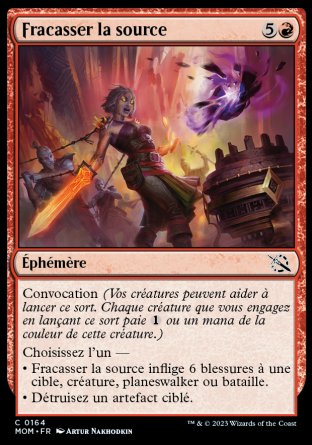 Fracasser la source 5
Éphémère
Convocation (Vos créatures peuvent aider à
lancer ce sort. Chaque créature que vous engagez
en lançant ce sort paie 1 ou un mana de la
couleur de cette créature.)
Choisissez l'un —
• Fracasser la source inflige 6 blessures à une
cible, créature, planeswalker ou bataille.
• Détruisez un artefact ciblé.
C 0164
MOM • FR Artur Nakhodkin
™ & © 2023 Wizards of the Coast